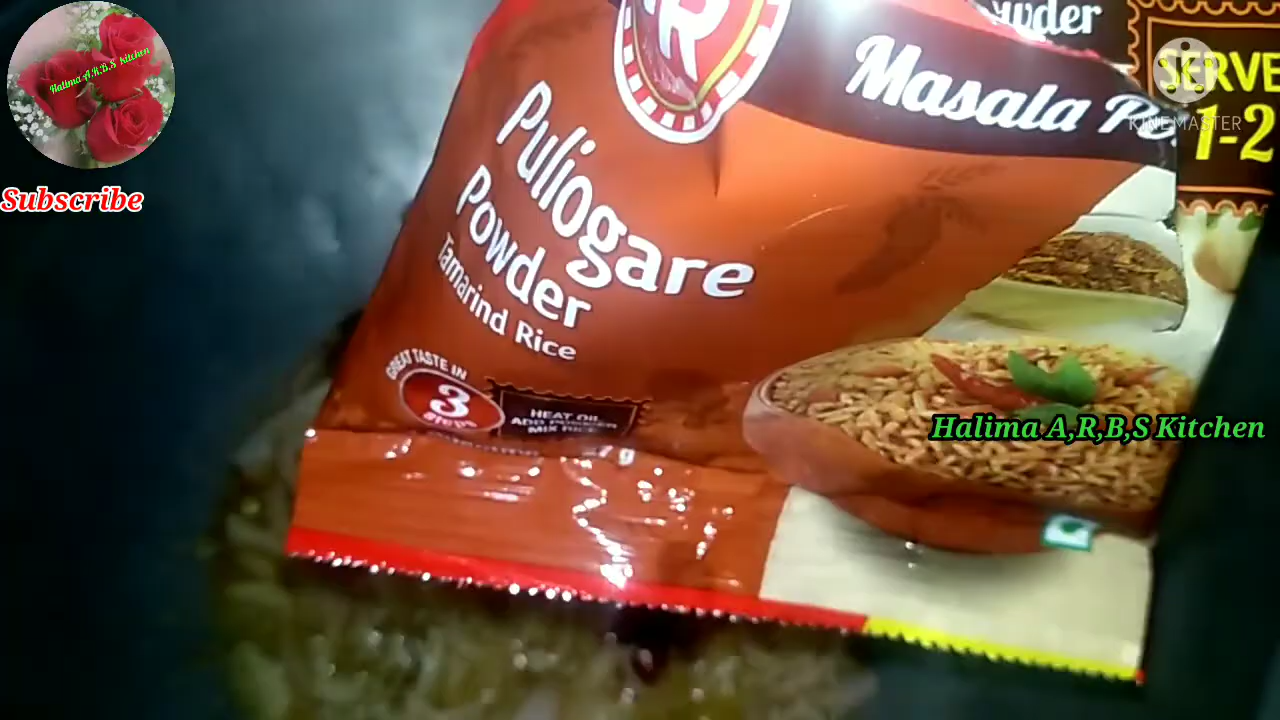 Halima A,R,B,S Kitchen
Subscribe
R
Puliogare
Powder
Tamarind Rice
GREAT TASTE IN
3
STEPS
HEAT OIL
ADD POWDER
MIX RICE
Masala
SERVE
1-2
KINEMASTER
Halima A,R,B,S Kitchen